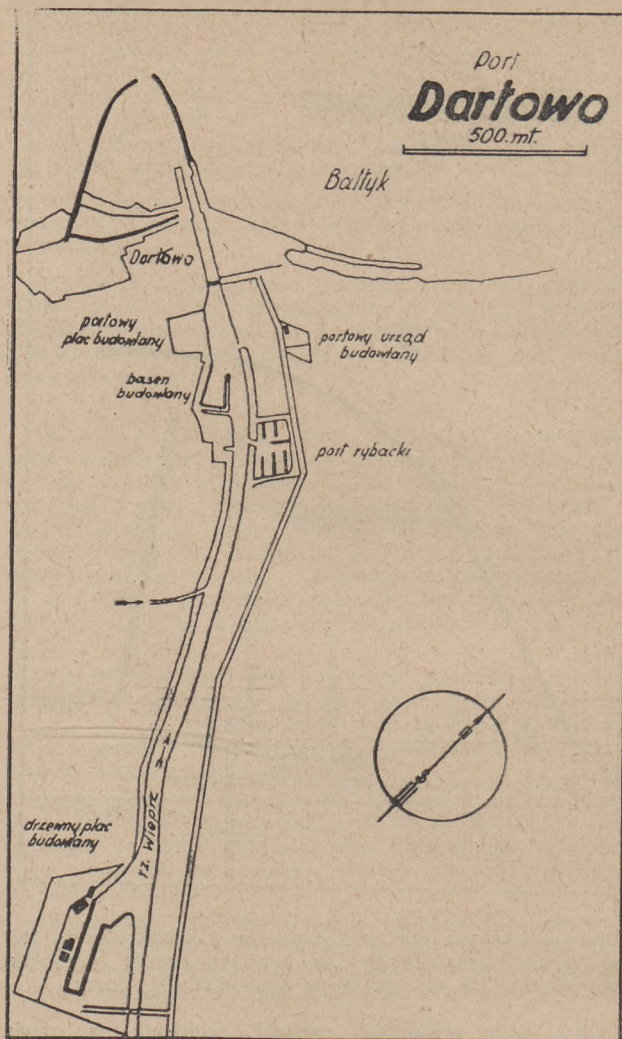 Port
Darłowo
500.mt.
Bałtyk
Darłowo
portowy
plac budowlany
portowy urząd
budowlany
basen
budowlany
port rybacki
rz. Wieprz
drzewny plac
budowlany